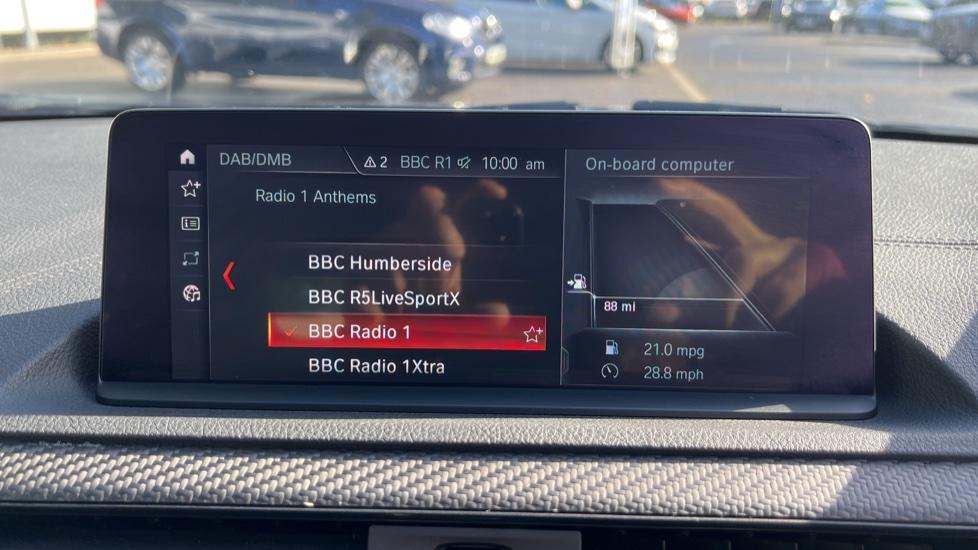 DAB/DMB
2 BBC R1 10:00 am
Radio 1 Anthems
BBC Humberside
BBC R5LiveSportX
BBC Radio 1
BBC Radio 1Xtra
On-board computer
88 mi
21.0 mpg
28.8 mph